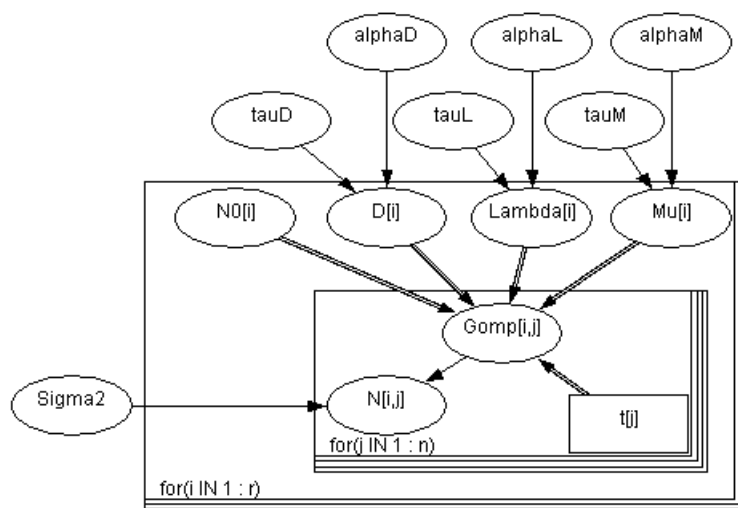 alphaD
alphaL
alphaM
tauD
tauL
tauM
N0[i]
D[i]
Lambda[i]
Mu[i]
Gomp[i,j]
Sigma2
N[i,j]
t[j]
for(j IN 1 : n)
for(i IN 1 : r)